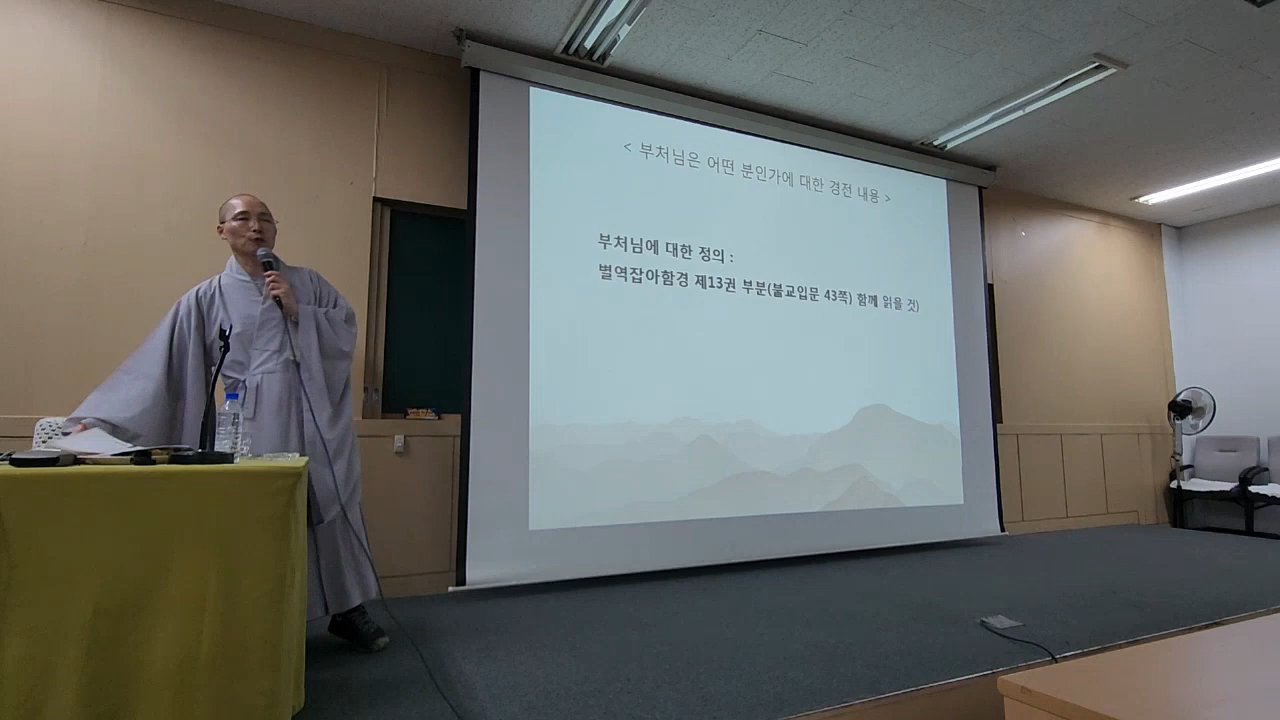 < 부처님은 어떤 분인가에 대한 경전 내용 >
부처님에 대한 정의 :
별역잡아함경 제13권 부분(불교입문 43쪽) 함께 읽을 것)